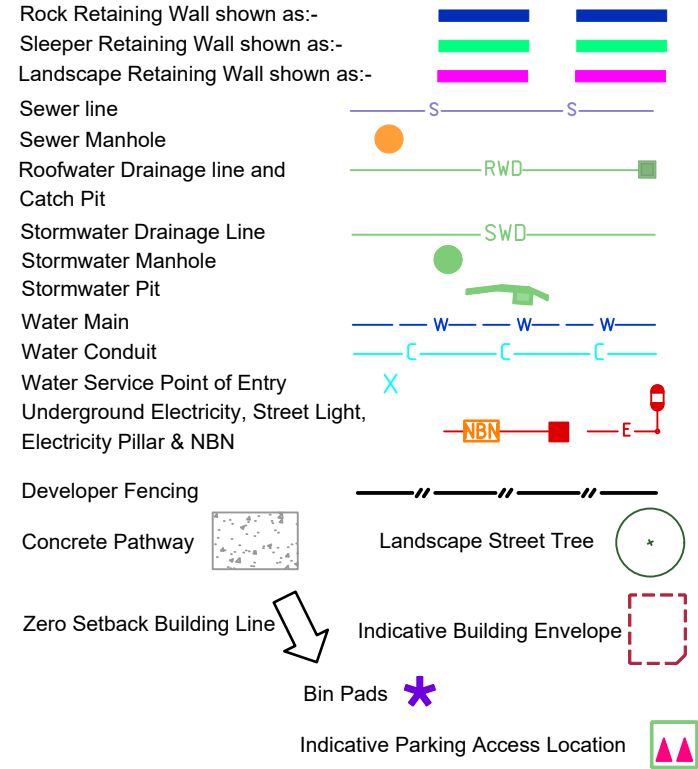 Rock Retaining Wall shown as:-
Sleeper Retaining Wall shown as:-
Landscape Retaining Wall shown as:-
Sewer line S S
Sewer Manhole
Roofwater Drainage line and RWD
Catch Pit
Stormwater Drainage Line SWD
Stormwater Manhole
Stormwater Pit
Water Main W W W
Water Conduit C C C
Water Service Point of Entry X
Underground Electricity, Street Light,
NBN E
Electricity Pillar & NBN
Developer Fencing
Concrete Pathway Landscape Street Tree
Zero Setback Building Line Indicative Building Envelope
Bin Pads
Indicative Parking Access Location